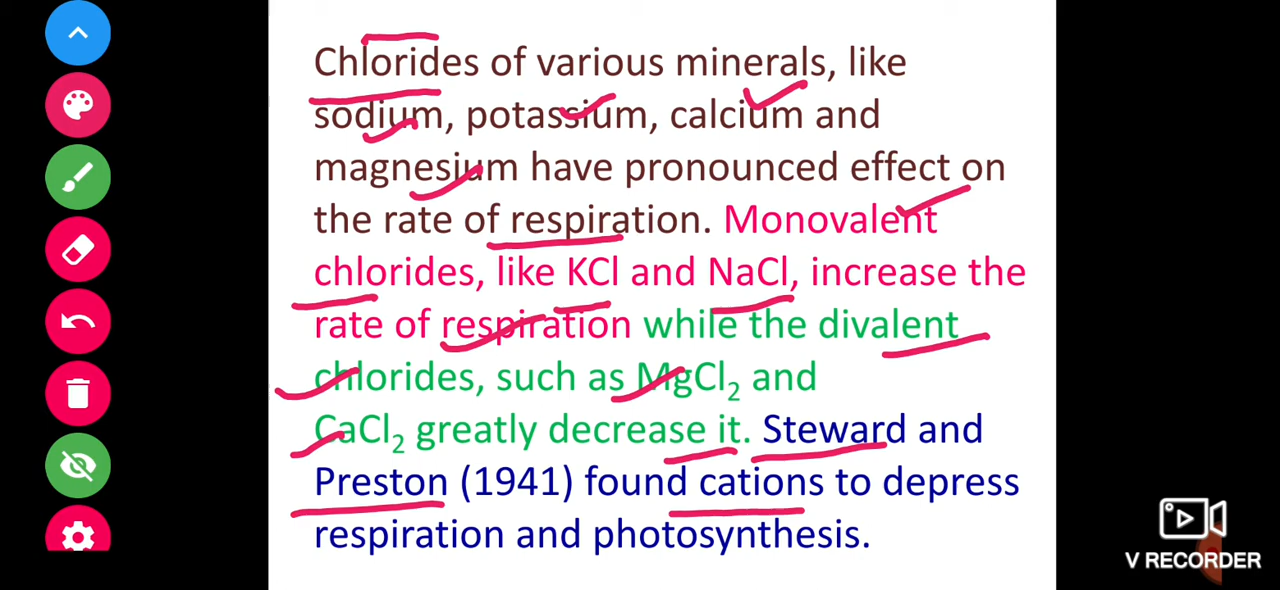 Chlorides of various minerals, like
sodium, potassium, calcium and
magnesium have pronounced effect on
the rate of respiration. Monovalent
chlorides, like KCl and NaCl, increase the
rate of respiration while the divalent
chlorides, such as MgCl₂ and
CaCl₂ greatly decrease it. Steward and
Preston (1941) found cations to depress
respiration and photosynthesis.
V RECORDER